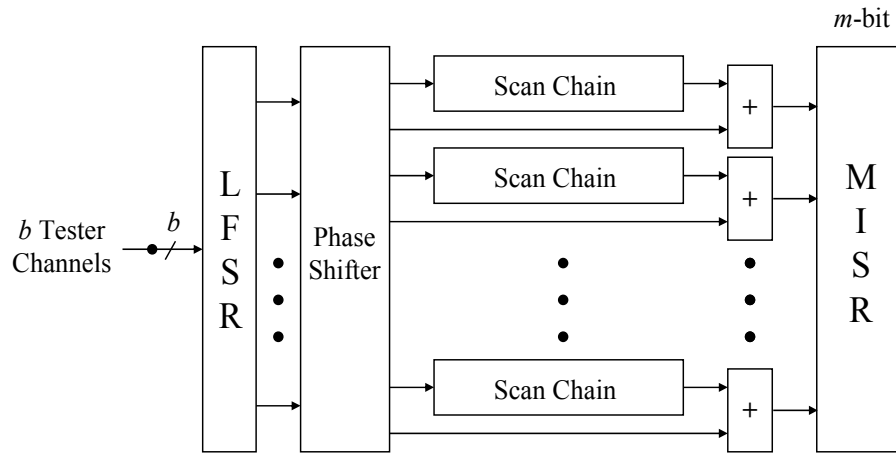 m-bit
b Tester
Channels
b
L
F
S
R
Phase
Shifter
Scan Chain
+
Scan Chain
+
Scan Chain
+
M
I
S
R